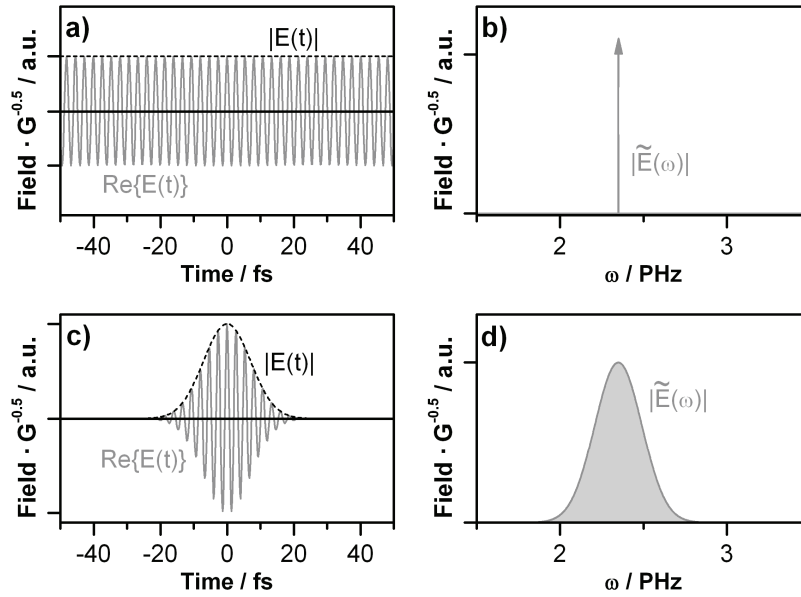 a)
|E(t)|
Re{E(t)}
Field · G^-0.5 / a.u.
-40 -20 0 20 40
Time / fs
b)
|Ẽ(ω)|
Field · G^-0.5 / a.u.
2 3
ω / PHz
c)
|E(t)|
Re{E(t)}
Field · G^-0.5 / a.u.
-40 -20 0 20 40
Time / fs
d)
|Ẽ(ω)|
Field · G^-0.5 / a.u.
2 3
ω / PHz